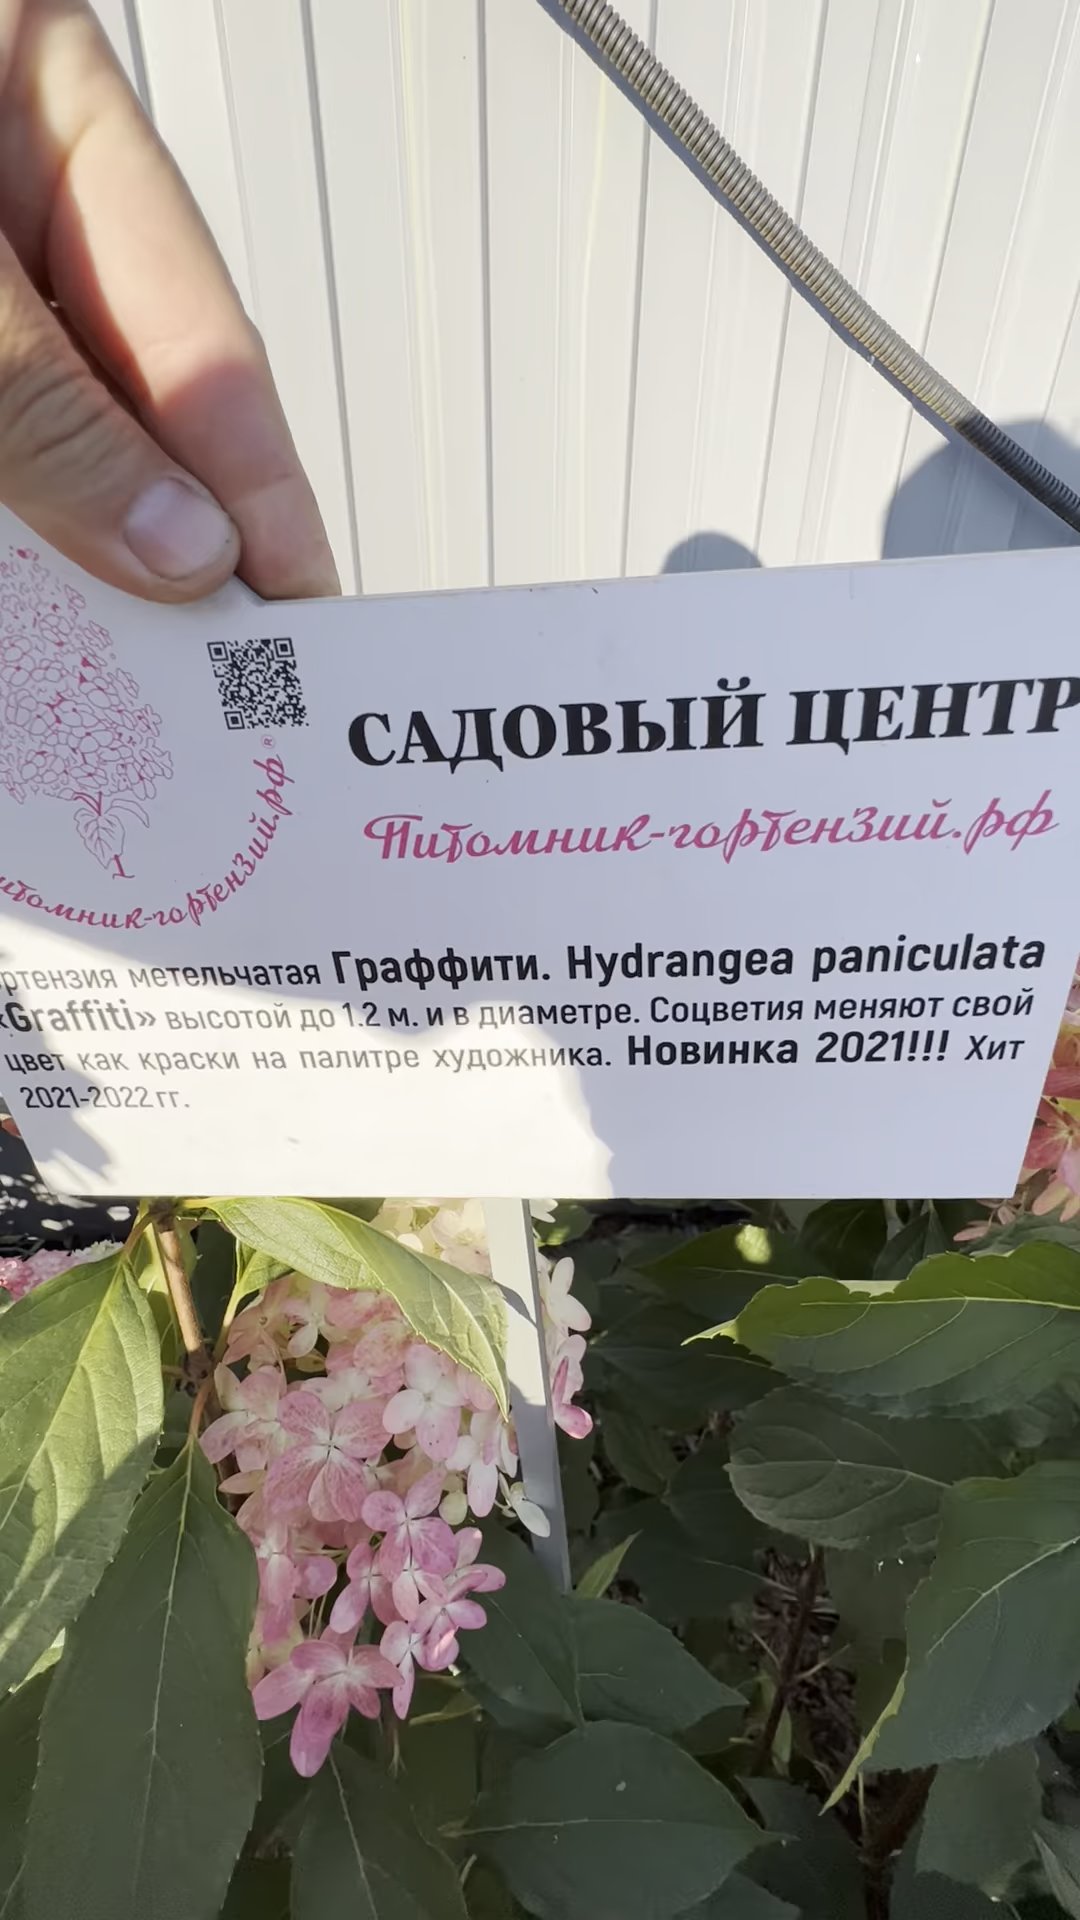 САДОВЫЙ ЦЕНТР
Питомник-гортензий.рф
итомник-гортензий.рф®
ртензия метельчатая Граффити. Hydrangea paniculata
«Graffiti» высотой до 1.2 м. и в диаметре. Соцветия меняют свой
цвет как краски на палитре художника. Новинка 2021!!! Хит
2021-2022 гг.